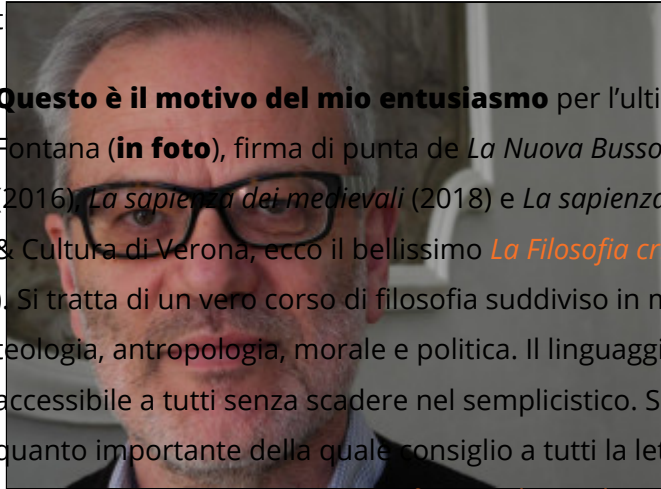 Questo è il motivo del mio entusiasmo per l'ulti
Fontana (in foto), firma di punta de La Nuova Busso
(2016), La sapienza dei medievali (2018) e La sapienza
& Cultura di Verona, ecco il bellissimo La Filosofia cr
). Si tratta di un vero corso di filosofia suddiviso in n
teologia, antropologia, morale e politica. Il linguaggi
accessibile a tutti senza scadere nel semplicistico. S
quanto importante della quale consiglio a tutti la let